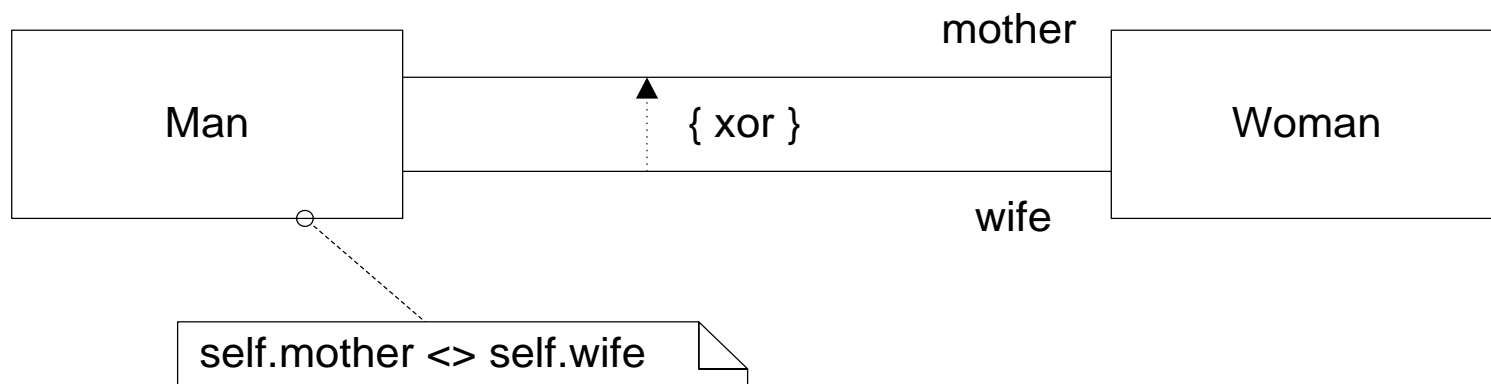 mother
Man
{ xor }
Woman
wife
self.mother <> self.wife